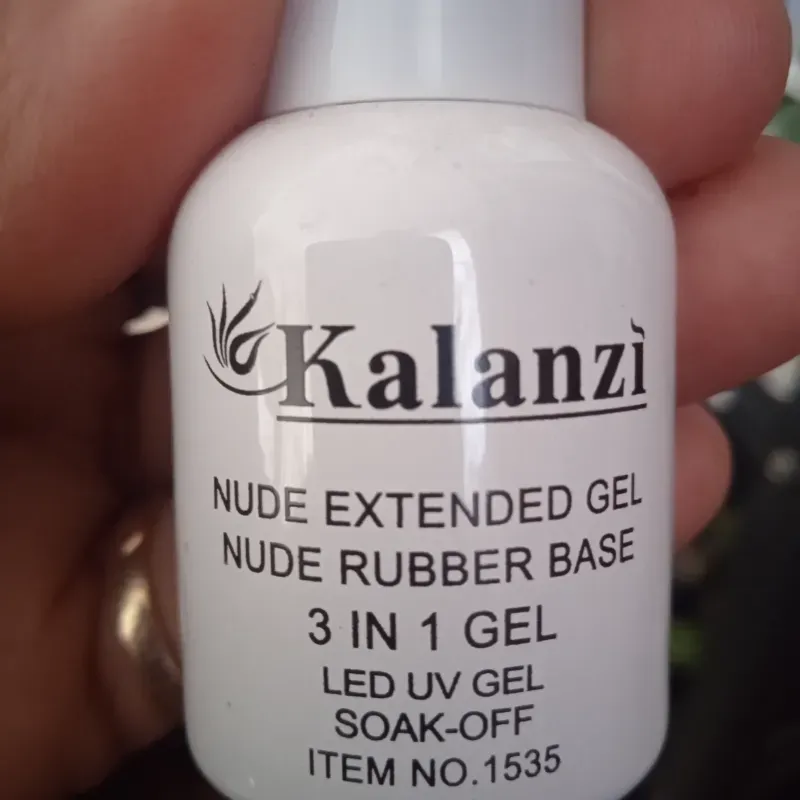 Kalanzì
NUDE EXTENDED GEL
NUDE RUBBER BASE
3 IN 1 GEL
LED UV GEL
SOAK-OFF
ITEM NO.1535